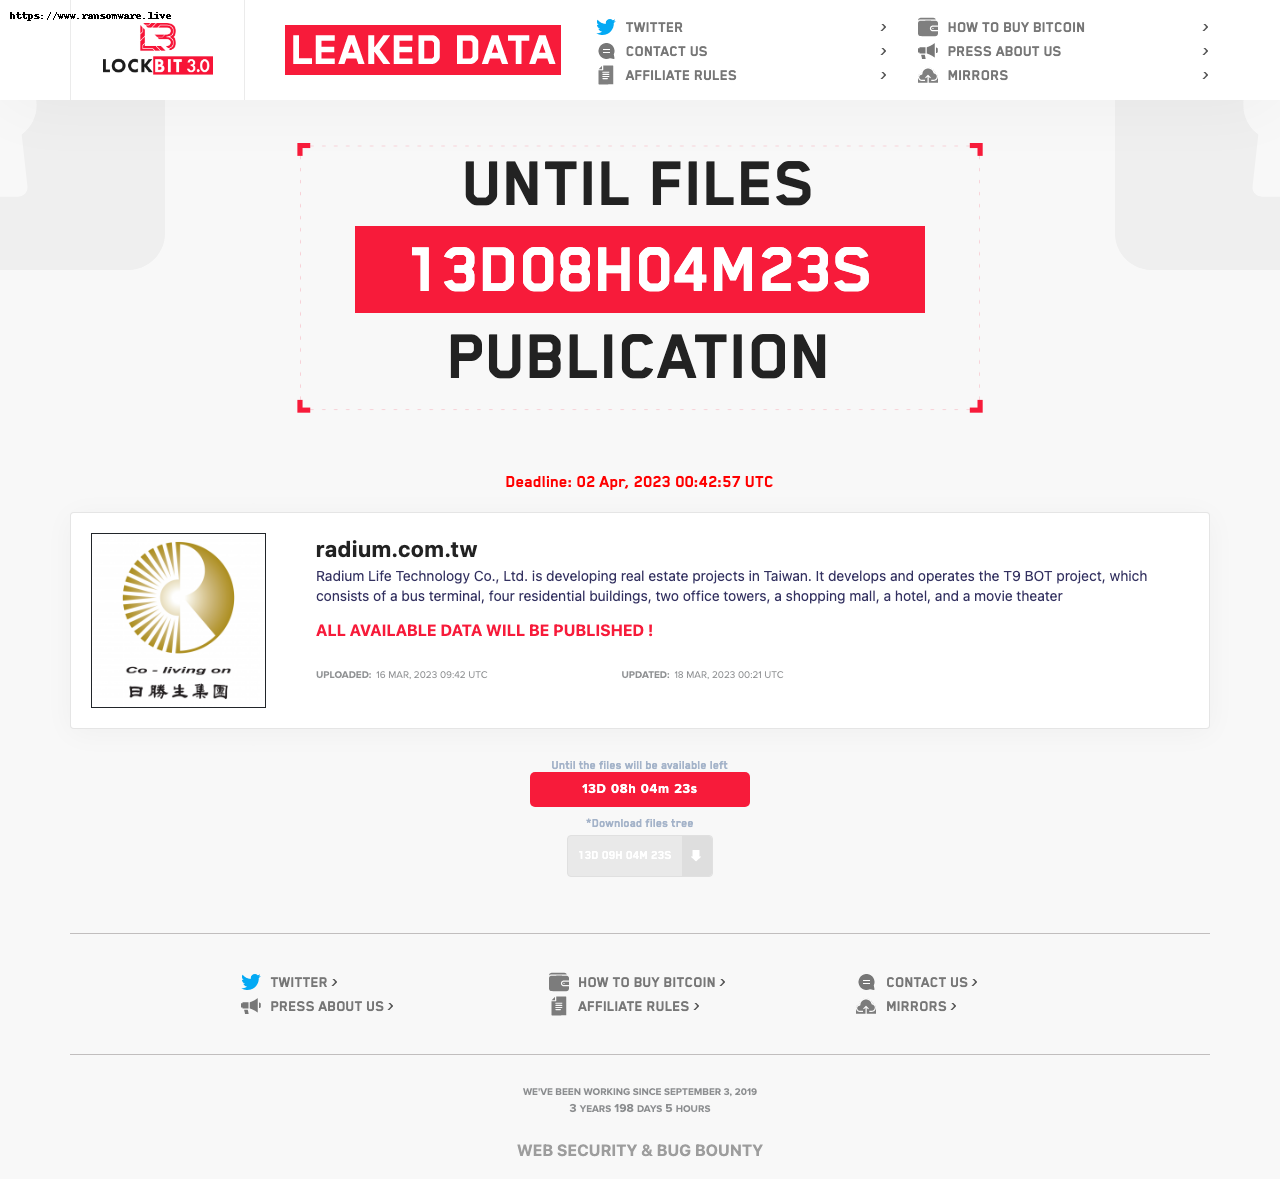 https://www.ransomware.live
LOCKBIT 3.0
LEAKED DATA
TWITTER >
CONTACT US >
AFFILIATE RULES >
HOW TO BUY BITCOIN >
PRESS ABOUT US >
MIRRORS >
UNTIL FILES
13D08H04M23S
PUBLICATION
Deadline: 02 Apr, 2023 00:42:57 UTC
Co - living on
日勝生集團
radium.com.tw
Radium Life Technology Co., Ltd. is developing real estate projects in Taiwan. It develops and operates the T9 BOT project, which
consists of a bus terminal, four residential buildings, two office towers, a shopping mall, a hotel, and a movie theater
ALL AVAILABLE DATA WILL BE PUBLISHED !
UPLOADED: 16 MAR, 2023 09:42 UTC
UPDATED: 18 MAR, 2023 00:21 UTC
Until the files will be available left
13D 08h 04m 23s
*Download files tree
13D 09H 04M 23S
TWITTER >
HOW TO BUY BITCOIN >
CONTACT US >
PRESS ABOUT US >
AFFILIATE RULES >
MIRRORS >
WE'VE BEEN WORKING SINCE SEPTEMBER 3, 2019
3 YEARS 198 DAYS 5 HOURS
WEB SECURITY & BUG BOUNTY